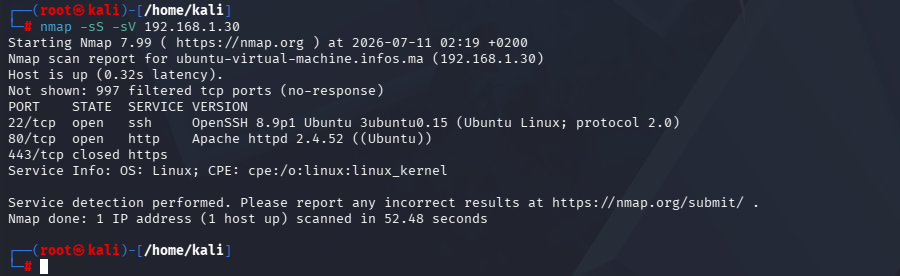 ┌──(root㉿kali)-[/home/kali]
└─# nmap -sS -sV 192.168.1.30
Starting Nmap 7.99 ( https://nmap.org ) at 2026-07-11 02:19 +0200
Nmap scan report for ubuntu-virtual-machine.infos.ma (192.168.1.30)
Host is up (0.32s latency).
Not shown: 997 filtered tcp ports (no-response)
PORT    STATE  SERVICE VERSION
22/tcp  open   ssh     OpenSSH 8.9p1 Ubuntu 3ubuntu0.15 (Ubuntu Linux; protocol 2.0)
80/tcp  open   http    Apache httpd 2.4.52 ((Ubuntu))
443/tcp closed https
Service Info: OS: Linux; CPE: cpe:/o:linux:linux_kernel

Service detection performed. Please report any incorrect results at https://nmap.org/submit/ .
Nmap done: 1 IP address (1 host up) scanned in 52.48 seconds

┌──(root㉿kali)-[/home/kali]
└─#